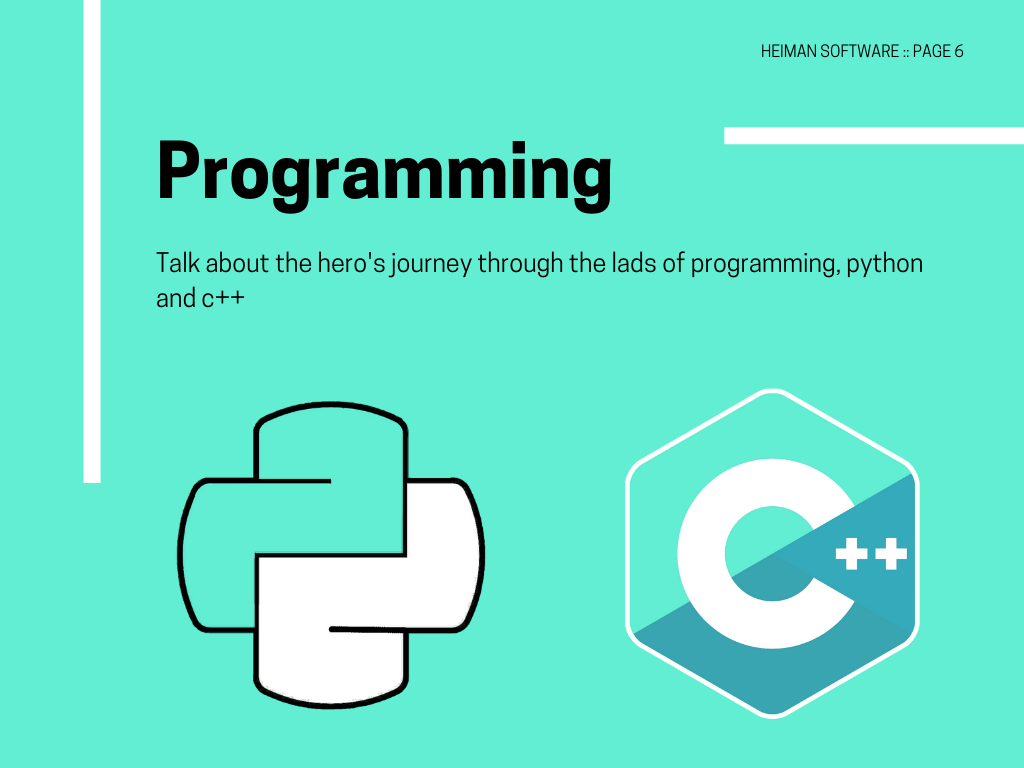 HEIMAN SOFTWARE :: PAGE 6
Programming
Talk about the hero's journey through the lads of programming, python
and c++
C++